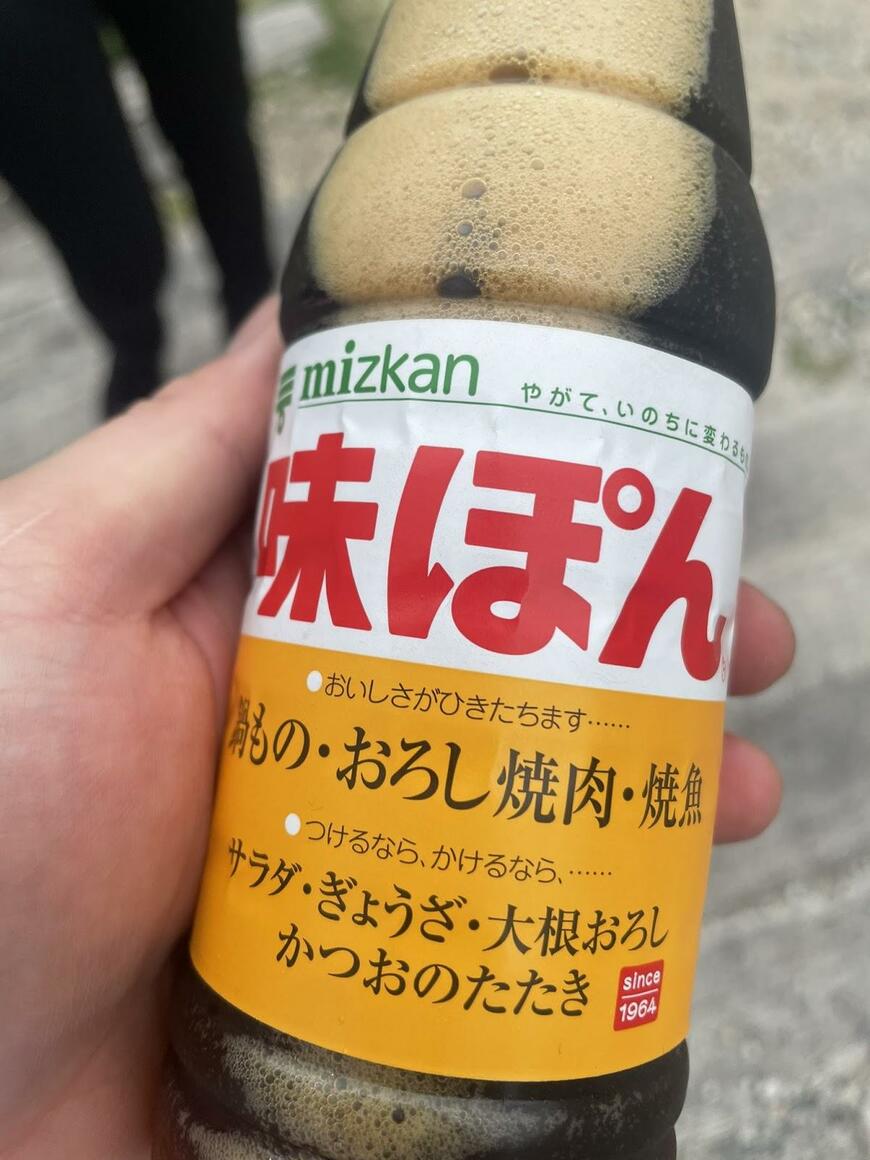 mizkan
やがて、いのちに変わるもの
味ぽん
●おいしさがひきたちます……
鍋もの・おろし焼肉・焼魚
●つけるなら、かけるなら、……
サラダ・ぎょうざ・大根おろし
かつおのたたき
since
1964